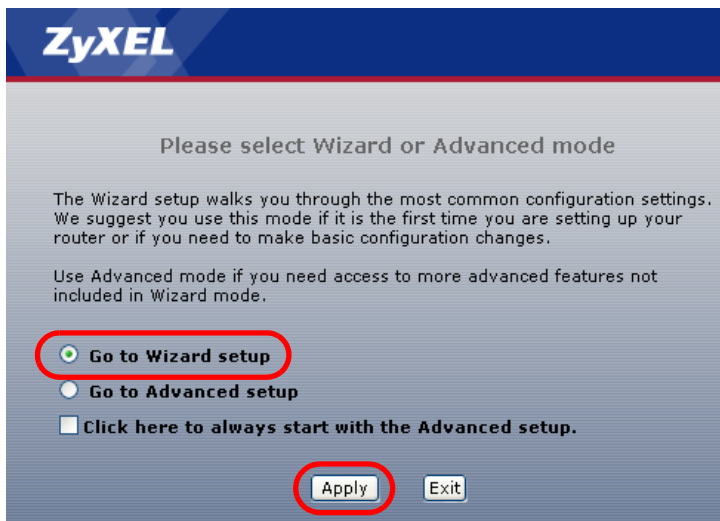 ZyXEL
Please select Wizard or Advanced mode
The Wizard setup walks you through the most common configuration settings.
We suggest you use this mode if it is the first time you are setting up your
router or if you need to make basic configuration changes.
Use Advanced mode if you need access to more advanced features not
included in Wizard mode.
Go to Wizard setup
Go to Advanced setup
Click here to always start with the Advanced setup.
Apply Exit